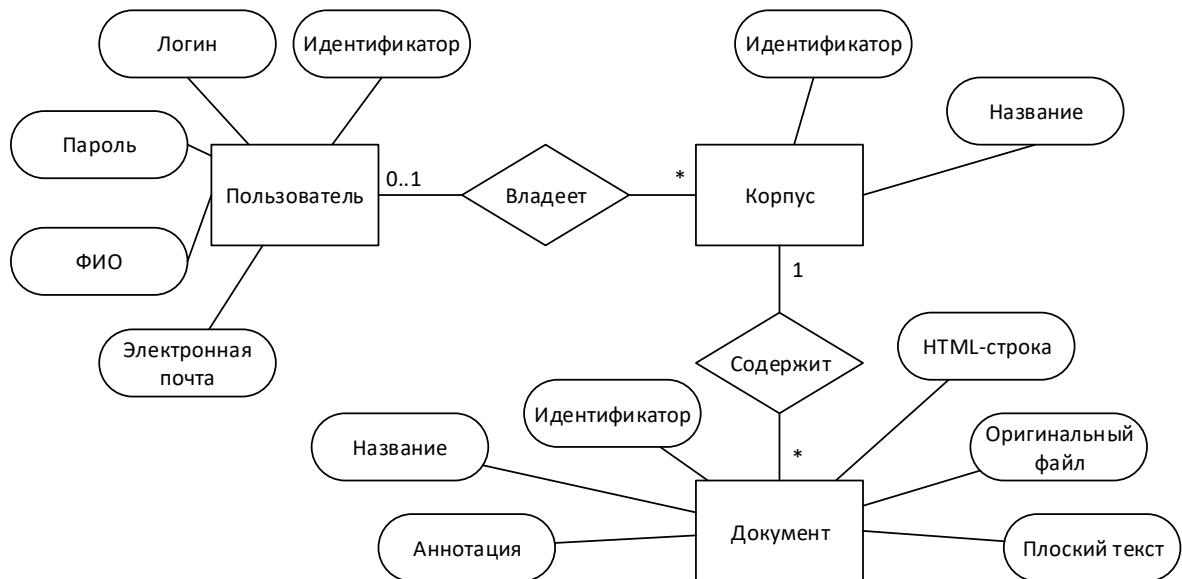 Логин
Идентификатор
Идентификатор
Название
Пароль
Пользователь
0..1
Владеет
*
Корпус
ФИО
1
Электронная
почта
Содержит
HTML-строка
Идентификатор
Название
*
Оригинальный
файл
Документ
Аннотация
Плоский текст